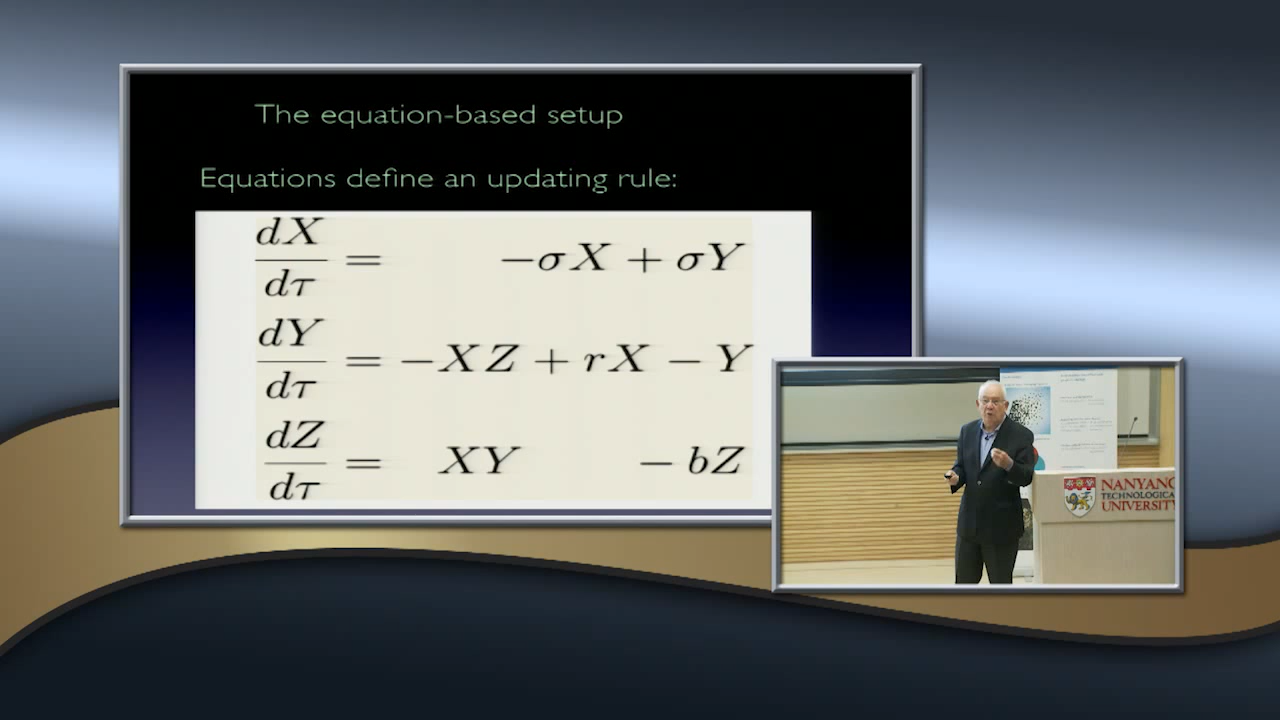 The equation-based setup
Equations define an updating rule:
dX/dτ = −σX + σY
dY/dτ = −XZ + rX − Y
dZ/dτ = XY − bZ
NANYANG
TECHNOLOGICAL
UNIVERSITY